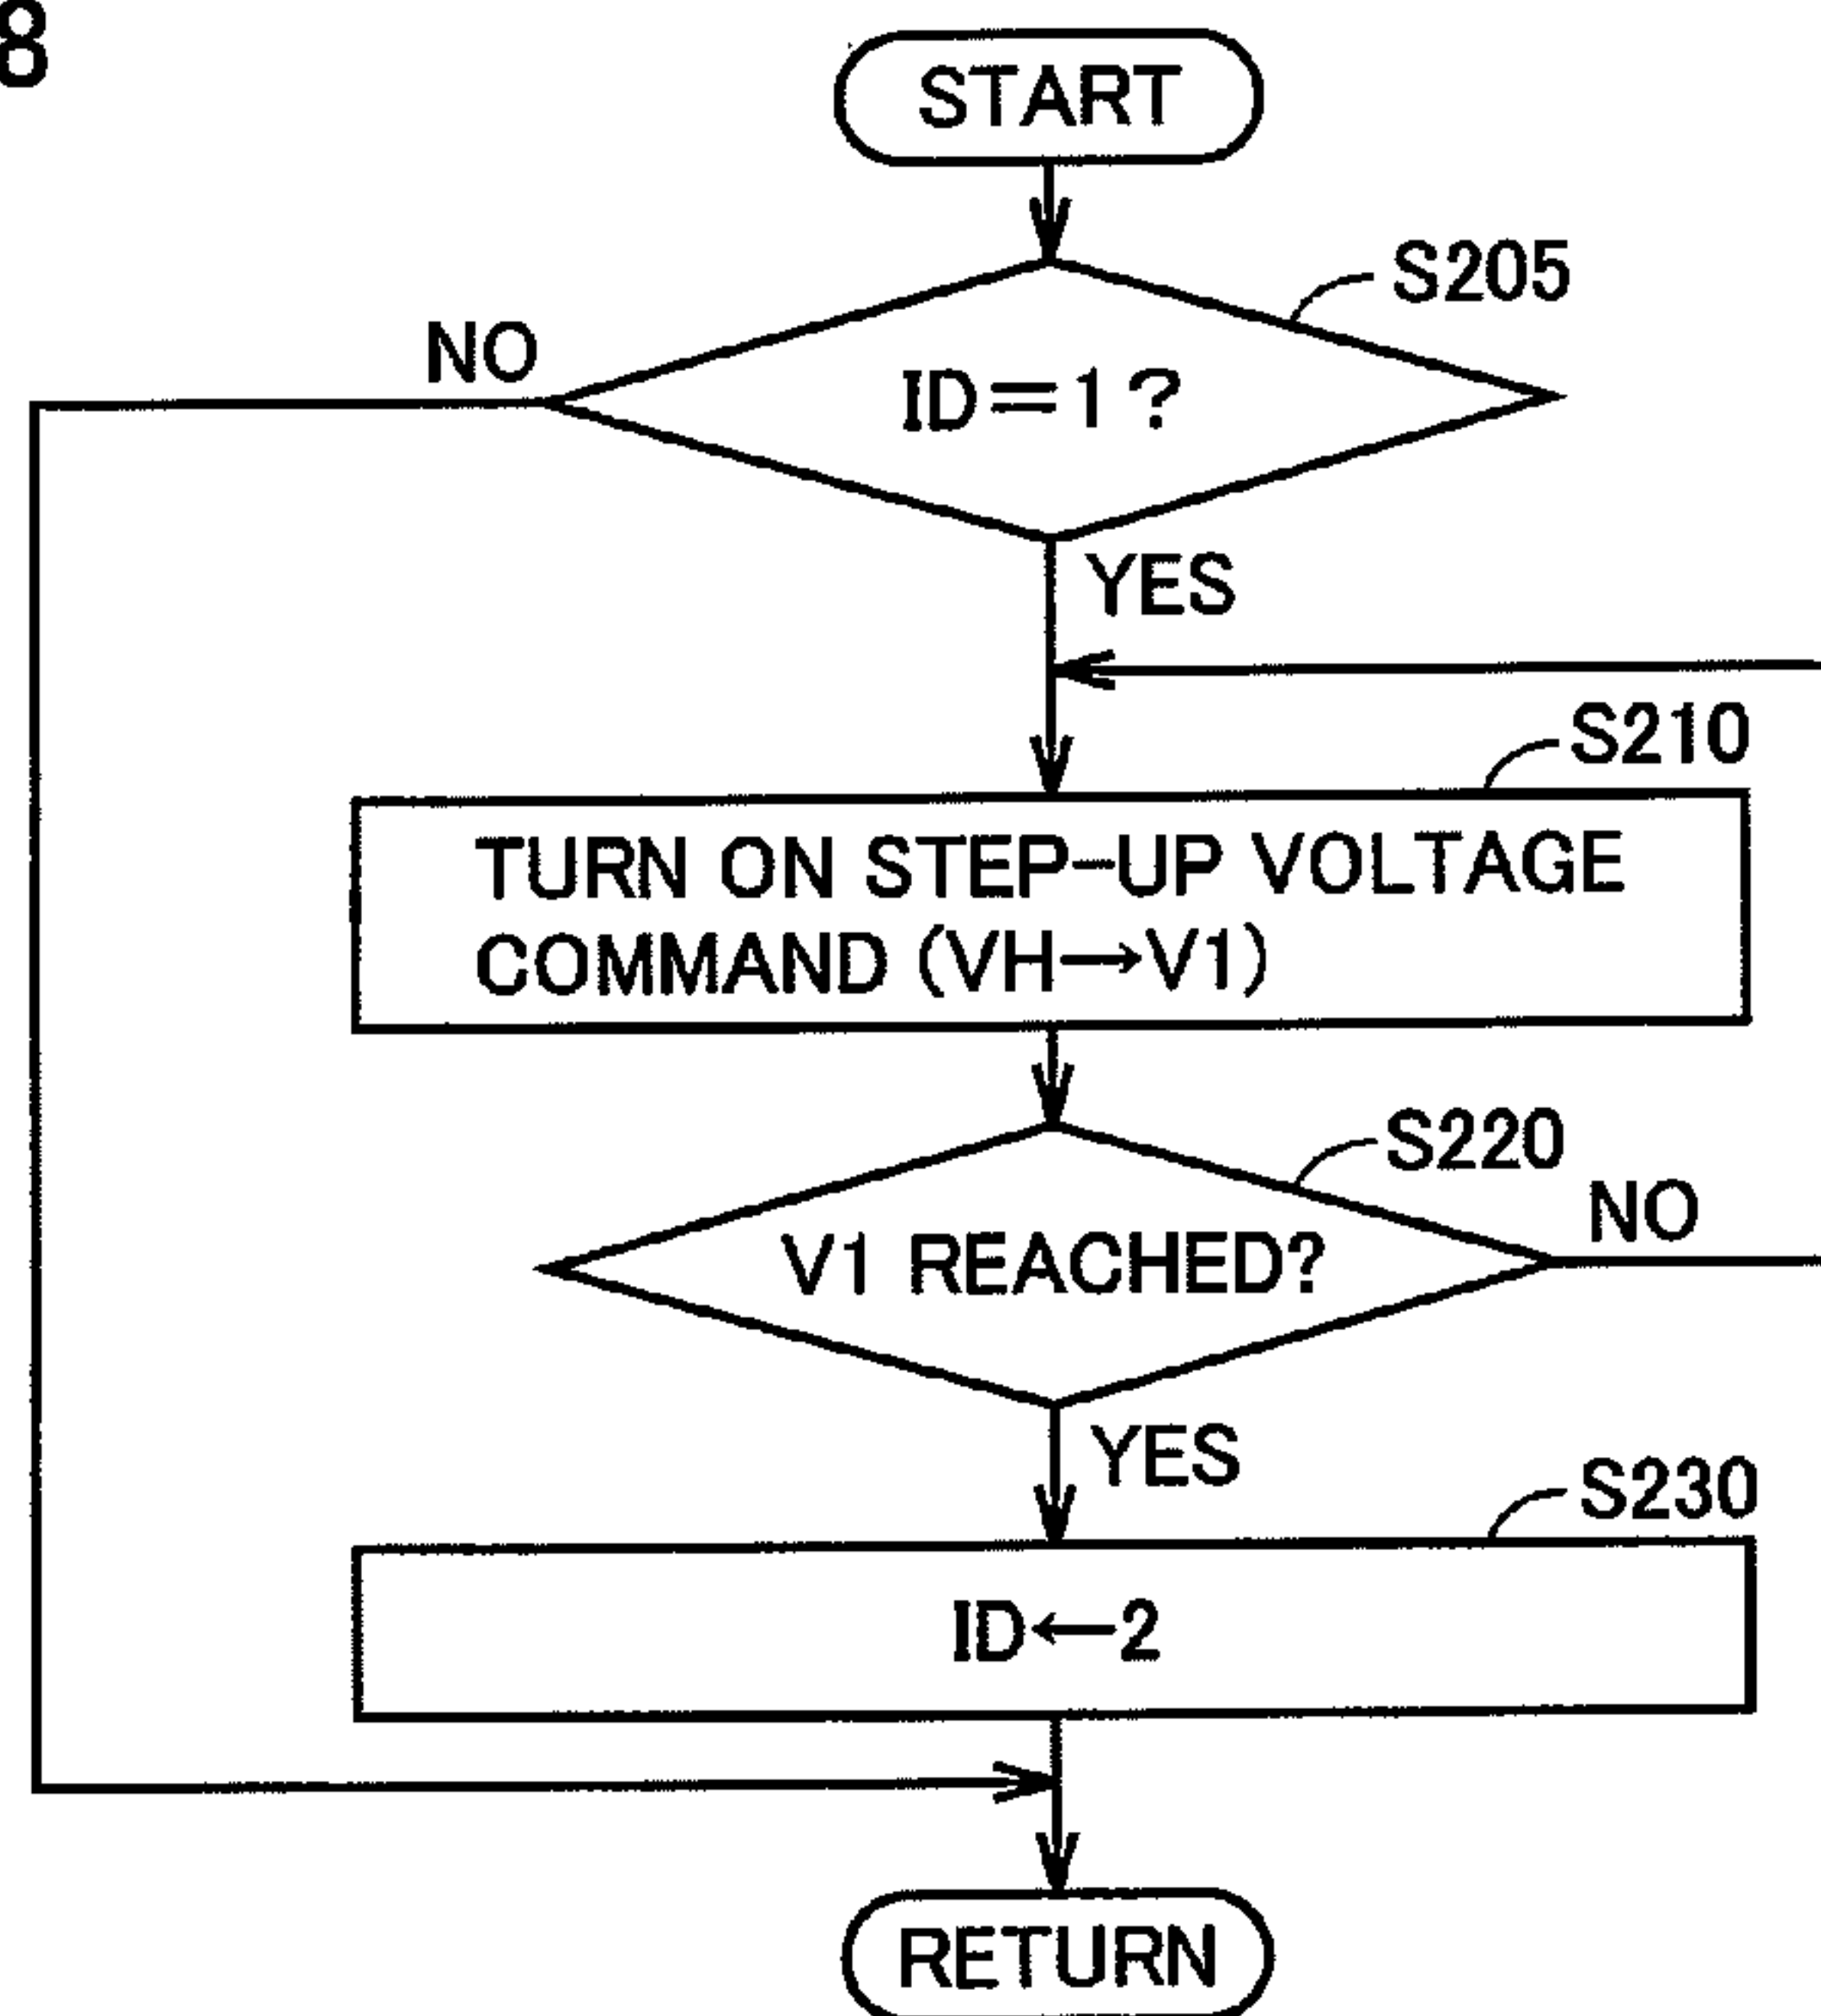 8
START
S205
NO
ID=1?
YES
S210
TURN ON STEP-UP VOLTAGE
COMMAND (VH→V1)
S220
NO
V1 REACHED?
YES
S230
ID←2
RETURN